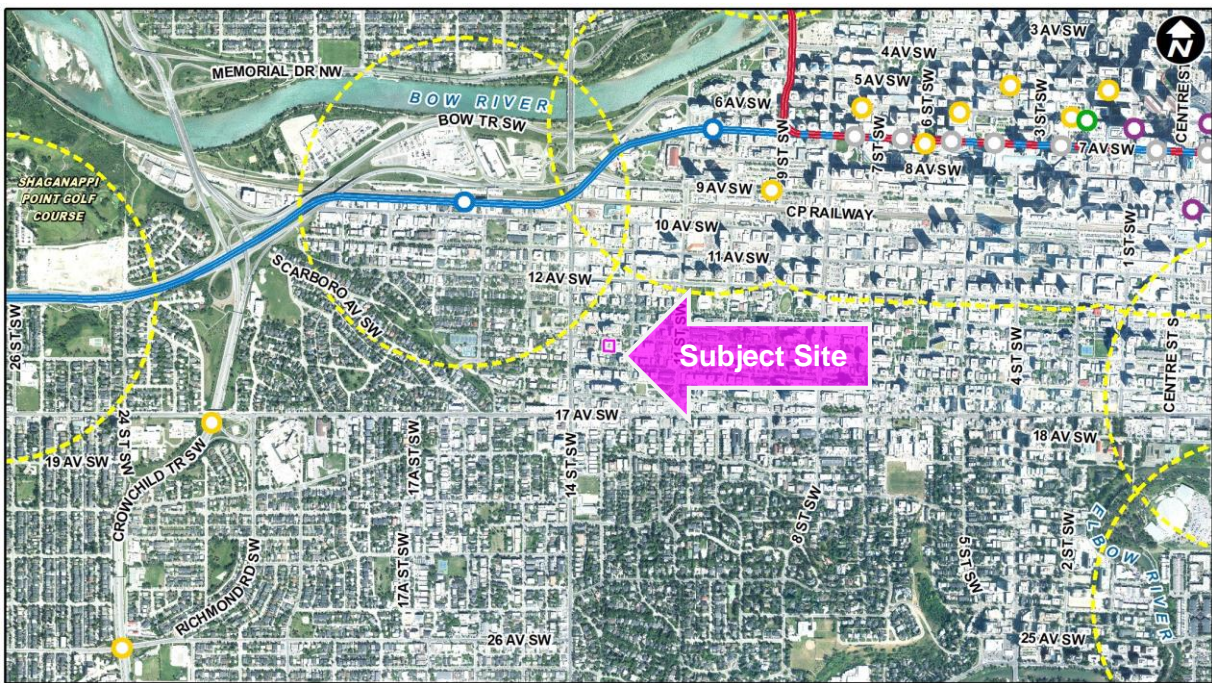 3 AV SW
N
4 AV SW
CENTRE ST
MEMORIAL DR NW
5 AV SW
6 ST SW
3 ST SW
BOW RIVER
6 AV SW
BOW TR SW
9 ST SW
7 ST SW
7 AV SW
8 AV SW
SHAGANAPPI
POINT GOLF
COURSE
9 AV SW
CP RAILWAY
10 AV SW
1 ST SW
11 AV SW
SCARBORO AV SW
12 AV SW
26 ST SW
ST SW
Subject Site
4 ST SW
CENTRE ST S
17 AV SW
24 ST SW
19 AV SW
CROWCHILD TR SW
17A ST SW
14 ST SW
18 AV SW
8 ST SW
ELBOW RIVER
17A ST SW
5 ST SW
2 ST SW
RICHMOND RD SW
26 AV SW
25 AV SW